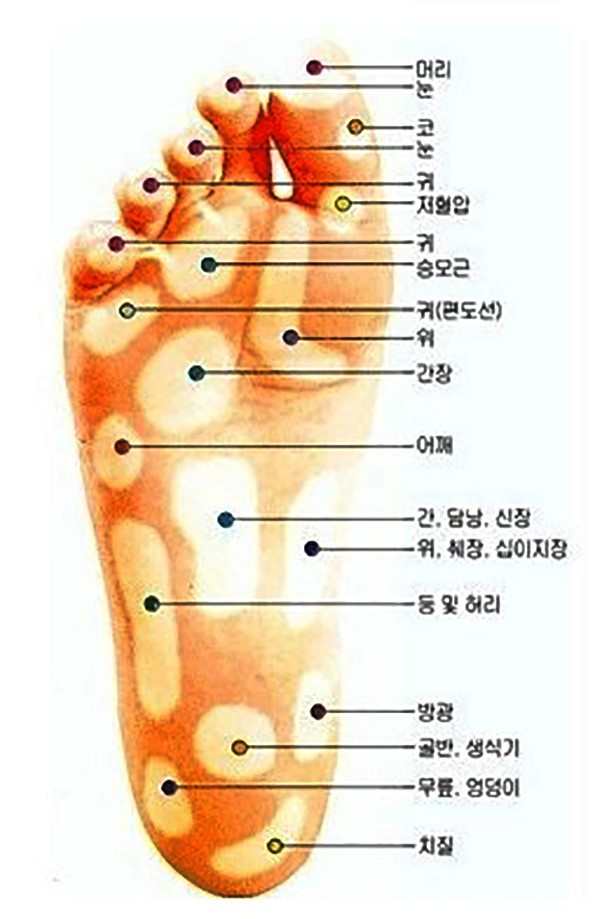 머리
눈
코
눈
귀
저혈압
귀
승모근
귀(편도선)
위
간장
어깨
간, 담낭, 신장
위, 췌장, 십이지장
등 및 허리
방광
골반, 생식기
무릎, 엉덩이
치질